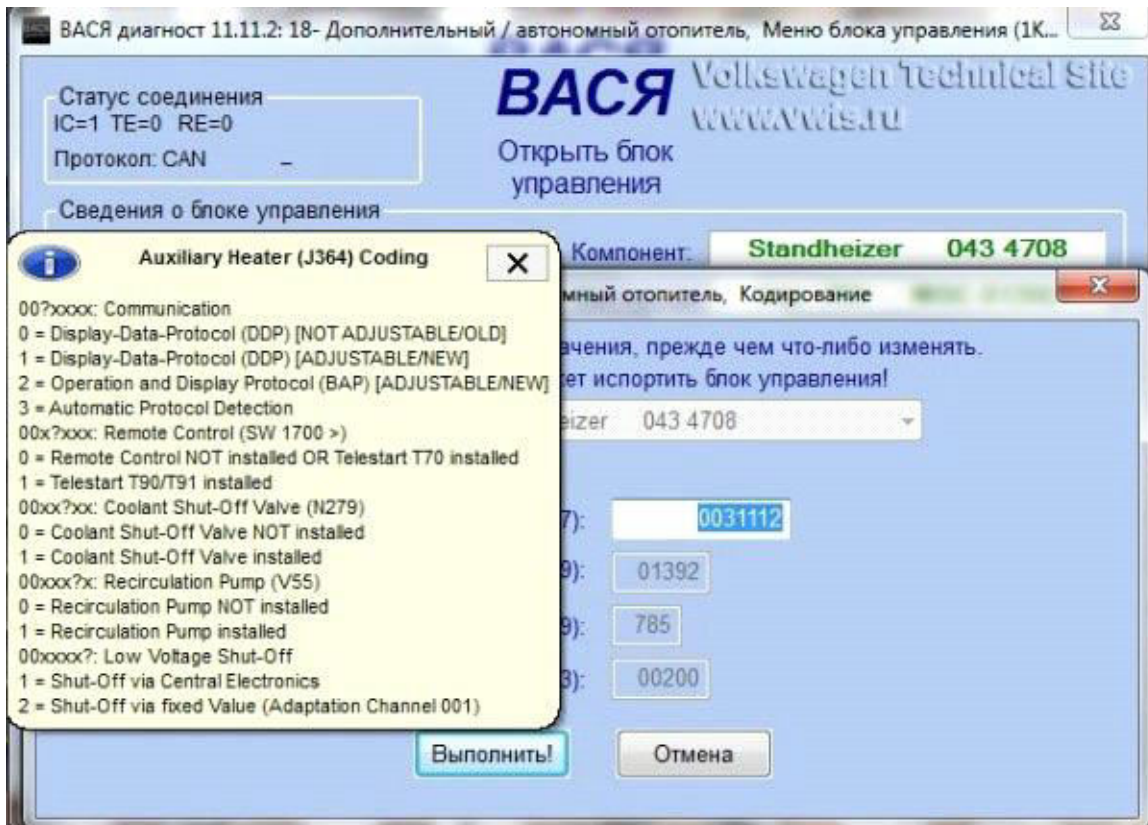 ВАСЯ диагност 11.11.2: 18- Дополнительный / автономный отопитель, Меню блока управления (1K...
Статус соединения
IC=1 TE=0 RE=0
Протокол: CAN
ВАСЯ
Открыть блок
управления
Volkswagen Technical Site
www.vwts.ru
Сведения о блоке управления
Компонент: Standheizer 043 4708
Auxiliary Heater (J364) Coding
00?xxxx: Communication
0 = Display-Data-Protocol (DDP) [NOT ADJUSTABLE/OLD]
1 = Display-Data-Protocol (DDP) [ADJUSTABLE/NEW]
2 = Operation and Display Protocol (BAP) [ADJUSTABLE/NEW]
3 = Automatic Protocol Detection
00x?xxx: Remote Control (SW 1700 >)
0 = Remote Control NOT installed OR Telestart T70 installed
1 = Telestart T90/T91 installed
00xx?xx: Coolant Shut-Off Valve (N279)
0 = Coolant Shut-Off Valve NOT installed
1 = Coolant Shut-Off Valve installed
00xxx?x: Recirculation Pump (V55)
0 = Recirculation Pump NOT installed
1 = Recirculation Pump installed
00xxxx?: Low Voltage Shut-Off
1 = Shut-Off via Central Electronics
2 = Shut-Off via fixed Value (Adaptation Channel 001)
мный отопитель, Кодирование
ачения, прежде чем что-либо изменять.
ет испортить блок управления!
eizer 043 4708
7): 0031112
9): 01392
9): 785
3): 00200
Выполнить! Отмена